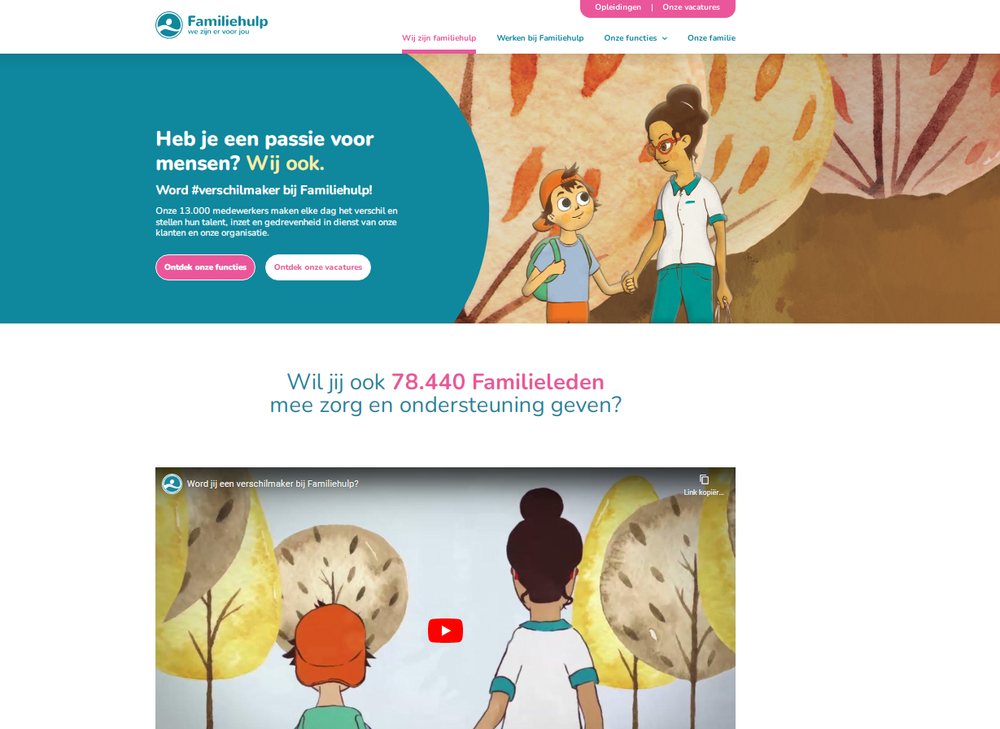 Opleidingen | Onze vacatures
Familiehulp
we zijn er voor jou
Wij zijn familiehulp Werken bij Familiehulp Onze functies Onze familie
Heb je een passie voor
mensen? Wij ook.
Word #verschilmaker bij Familiehulp!
Onze 13.000 medewerkers maken elke dag het verschil en
stellen hun talent, inzet en gedrevenheid in dienst van onze
klanten en onze organisatie.
Ontdek onze functies Ontdek onze vacatures
Wil jij ook 78.440 Familieleden
mee zorg en ondersteuning geven?
Word jij een verschilmaker bij Familiehulp?
Link kopiër...